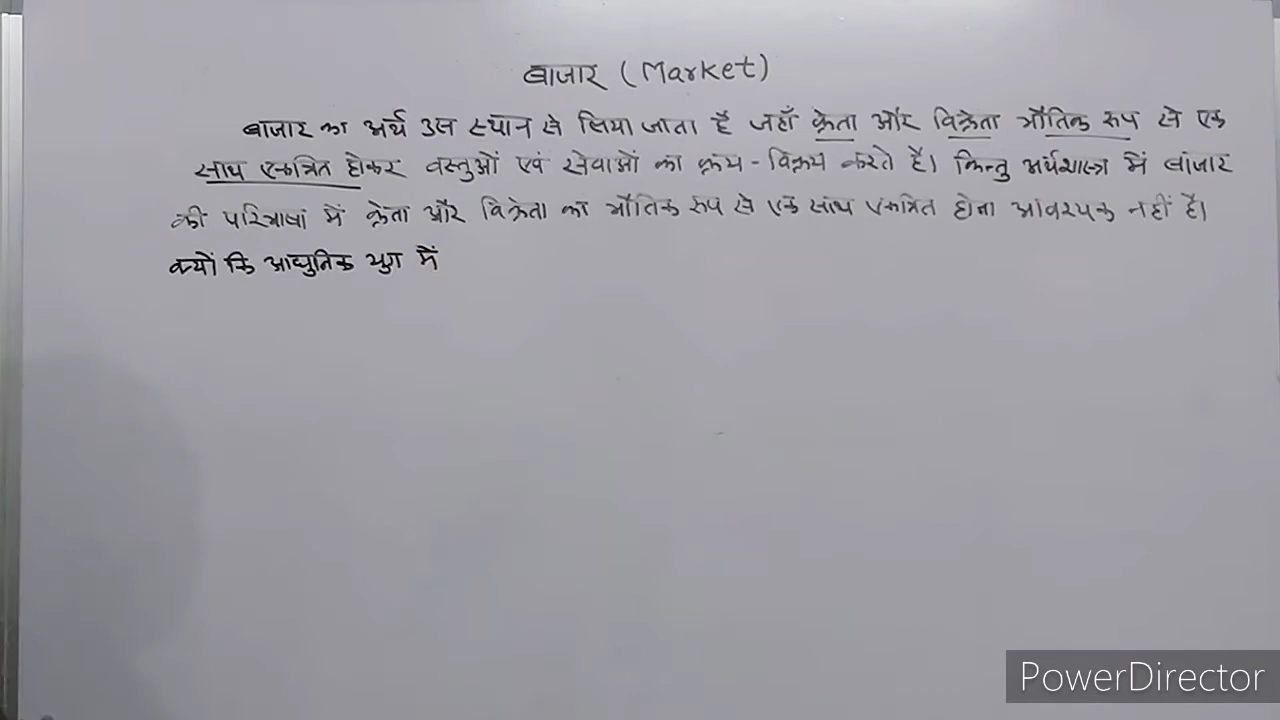 बाजार (Market)
बाजार का अर्थ उस स्थान से लिया जाता है जहाँ क्रेता और विक्रेता भौतिक रूप से एक
साथ एकत्रित होकर वस्तुओं एवं सेवाओं का क्रय-विक्रय करते है। किन्तु अर्थशास्त्र में बाजार
की परिभाषा में क्रेता और विक्रेता का भौतिक रूप से एक साथ एकत्रित होना आवश्यक नहीं है।
क्यों कि आधुनिक युग में
PowerDirector